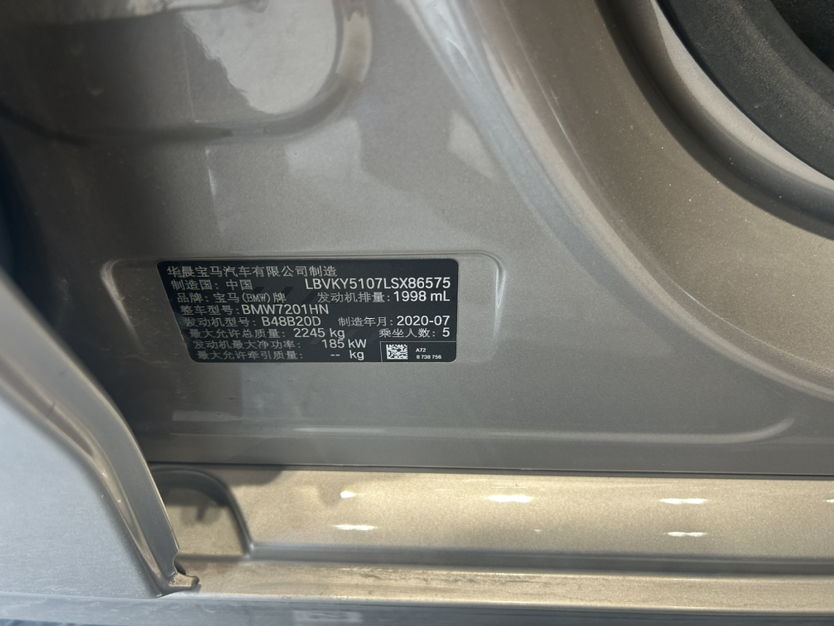 华晨宝马汽车有限公司制造
制造国: 中国 LBVKY5107LSX86575
品牌: 宝马(BMW)牌 发动机排量: 1998 mL
整车型号: BMW7201HN
发动机型号: B48B20D 制造年月: 2020-07
最大允许总质量: 2245 kg 乘坐人数: 5
发动机最大净功率: 185 kW
最大允许牵引质量: -- kg
A72
8 738 756